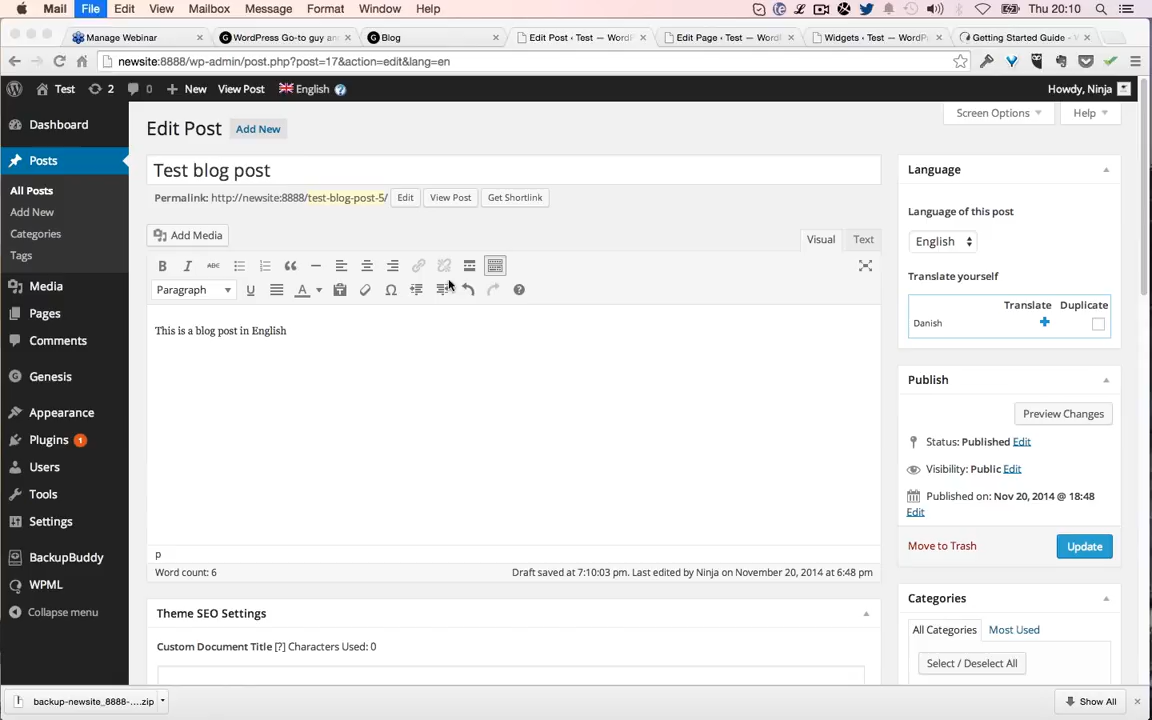 Mail File Edit View Mailbox Message Format Window Help Thu 20:10
Manage Webinar × WordPress Go-to guy an × Blog × Edit Post ‹ Test — Word × Edit Page ‹ Test — Word × Widgets ‹ Test — WordP × Getting Started Guide - ×
newsite:8888/wp-admin/post.php?post=17&action=edit&lang=en
Test 2 0 + New View Post English Howdy, Ninja
Screen Options Help
Dashboard
Posts
All Posts
Add New
Categories
Tags
Media
Pages
Comments
Genesis
Appearance
Plugins 1
Users
Tools
Settings
BackupBuddy
WPML
Collapse menu
Edit Post Add New
Test blog post
Permalink: http://newsite:8888/test-blog-post-5/ Edit View Post Get Shortlink
Add Media Visual Text
B I ABC
Paragraph U A Ω
This is a blog post in English
p
Word count: 6 Draft saved at 7:10:03 pm. Last edited by Ninja on November 20, 2014 at 6:48 pm
Theme SEO Settings
Custom Document Title [?] Characters Used: 0
Language
Language of this post
English
Translate yourself
Translate Duplicate
Danish
Publish
Preview Changes
Status: Published Edit
Visibility: Public Edit
Published on: Nov 20, 2014 @ 18:48
Edit
Move to Trash Update
Categories
All Categories Most Used
Select / Deselect All
backup-newsite_8888-....zip Show All ×